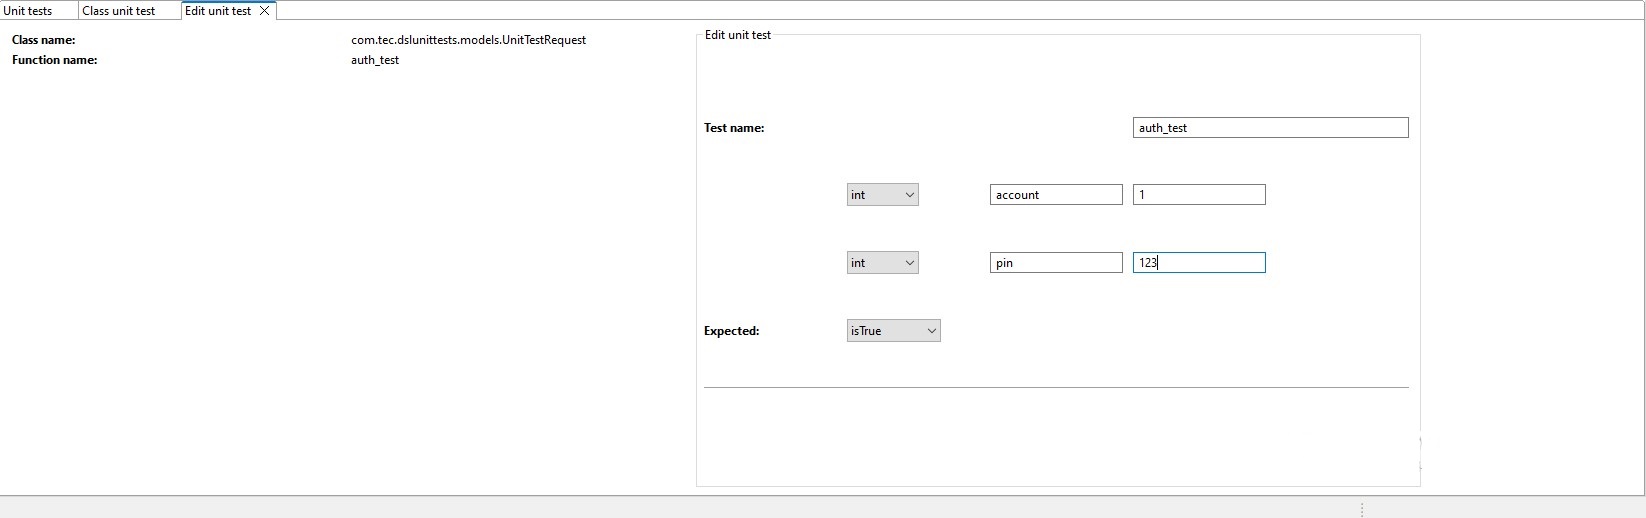 Unit tests Class unit test Edit unit test
Class name: com.tec.dslunittests.models.UnitTestRequest
Function name: auth_test
Edit unit test
Test name: auth_test
int account 1
int pin 123
Expected: isTrue